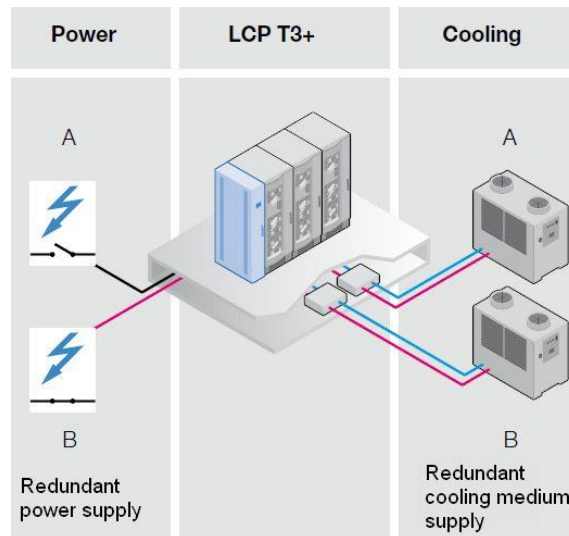 Power
LCP T3+
Cooling
A
A
B
B
Redundant
power supply
Redundant
cooling medium
supply